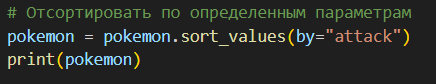 # Отсортировать по определенным параметрам
pokemon = pokemon.sort_values(by="attack")
print(pokemon)